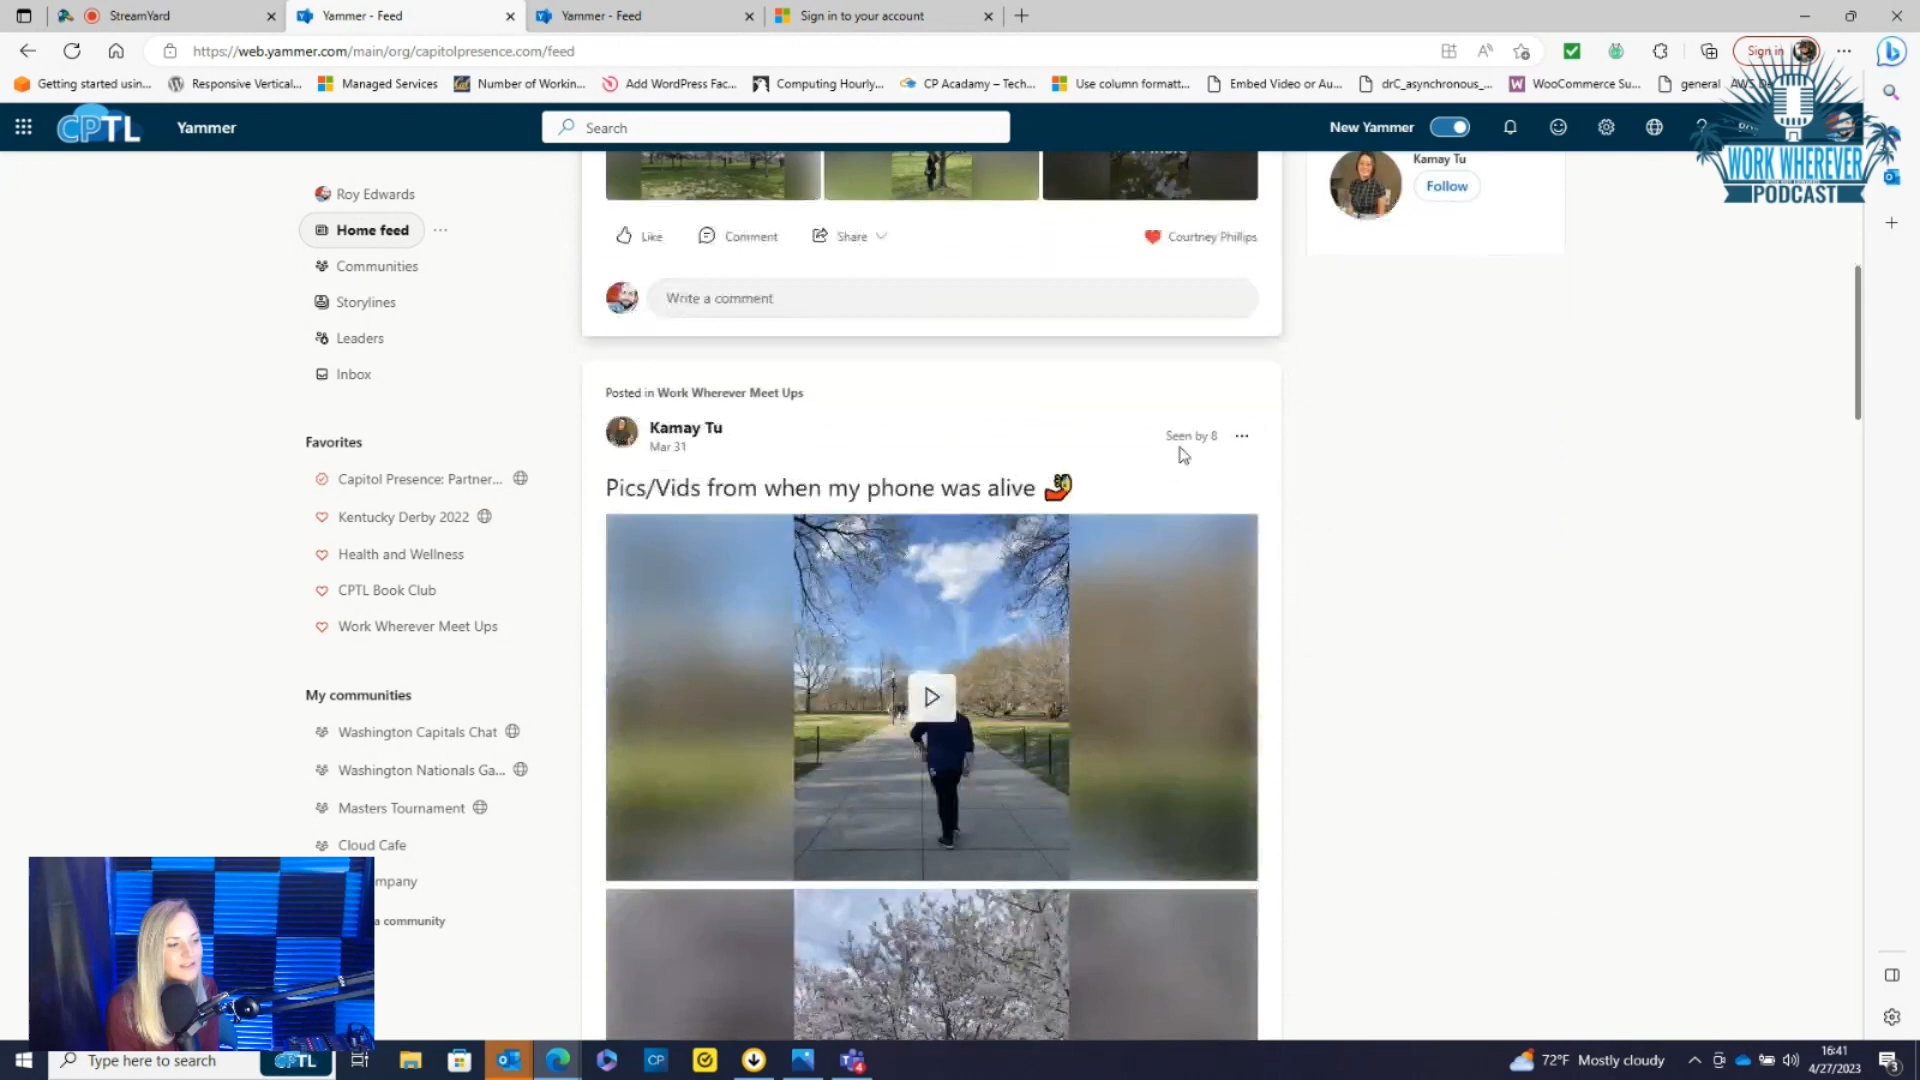 StreamYard
Yammer - Feed
Yammer - Feed
Sign in to your account
https://web.yammer.com/main/org/capitolpresence.com/feed
Sign in
Getting started usin...
Responsive Vertical...
Managed Services
Number of Workin...
Add WordPress Fac...
Computing Hourly,...
CP Acadamy – Tech...
Use column formatt...
Embed Video or Au...
drC_asynchronous_...
WooCommerce Su...
general
CPTL
Yammer
Search
New Yammer
WORK WHEREVER
PODCAST
Roy Edwards
Home feed
Communities
Storylines
Leaders
Inbox
Favorites
Capitol Presence: Partner...
Kentucky Derby 2022
Health and Wellness
CPTL Book Club
Work Wherever Meet Ups
My communities
Washington Capitals Chat
Washington Nationals Ga...
Masters Tournament
Cloud Cafe
mpany
a community
Like
Comment
Share
Courtney Phillips
Write a comment
Posted in Work Wherever Meet Ups
Kamay Tu
Mar 31
Seen by 8
Pics/Vids from when my phone was alive 🤳
Kamay Tu
Follow
Type here to search
CPTL
CP
4
72°F Mostly cloudy
16:41
4/27/2023
3